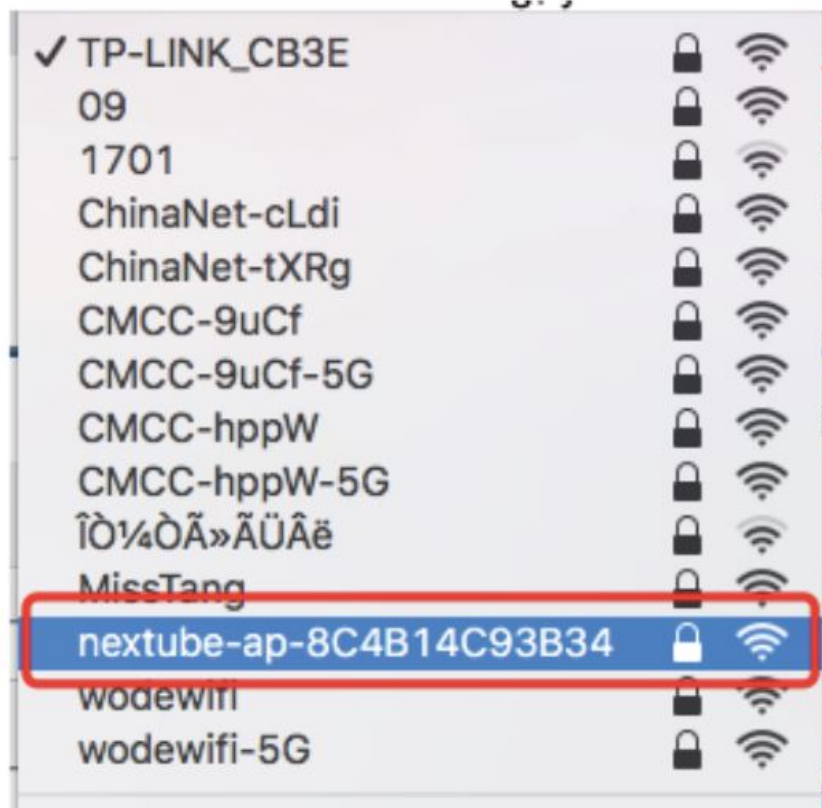 ✓ TP-LINK_CB3E
09
1701
ChinaNet-cLdi
ChinaNet-tXRg
CMCC-9uCf
CMCC-9uCf-5G
CMCC-hppW
CMCC-hppW-5G
ÎÒ¼ÒÃ»ÃÜÂë
MissTang
nextube-ap-8C4B14C93B34
wodewifi
wodewifi-5G